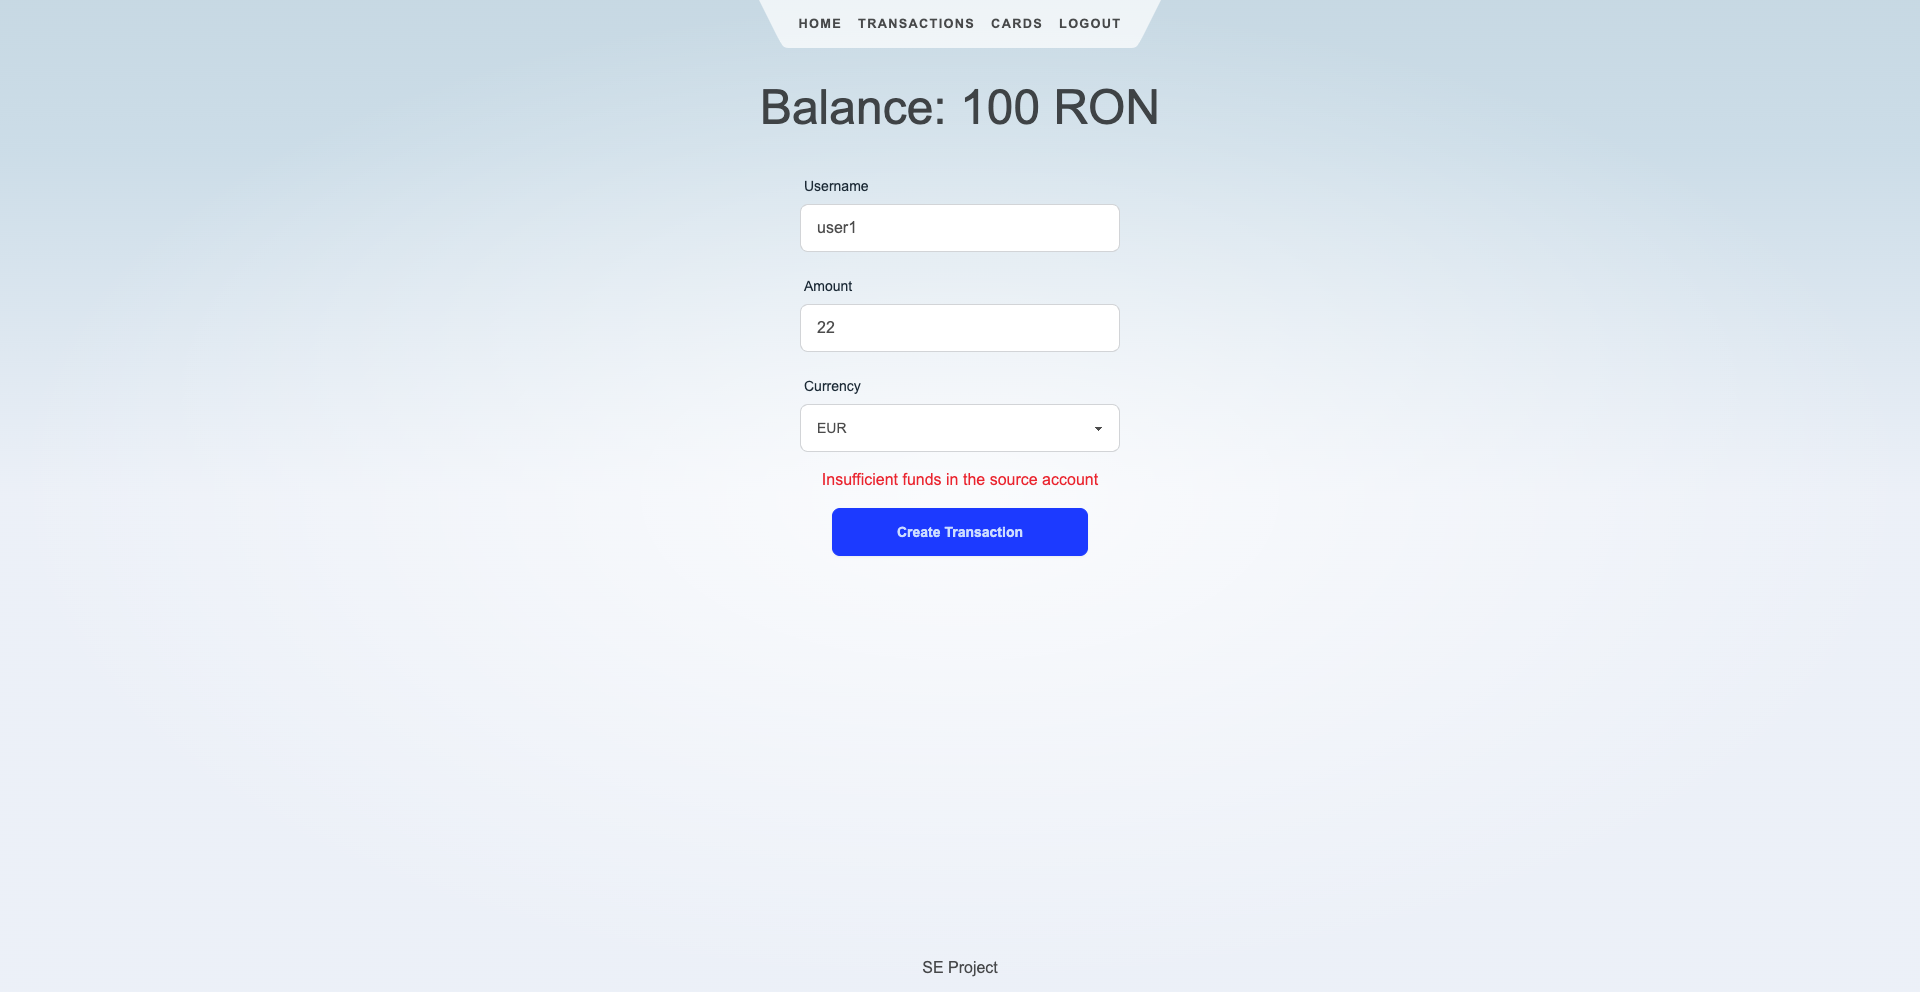 HOME TRANSACTIONS CARDS LOGOUT
Balance: 100 RON
Username
user1
Amount
22
Currency
EUR
Insufficient funds in the source account
Create Transaction
SE Project